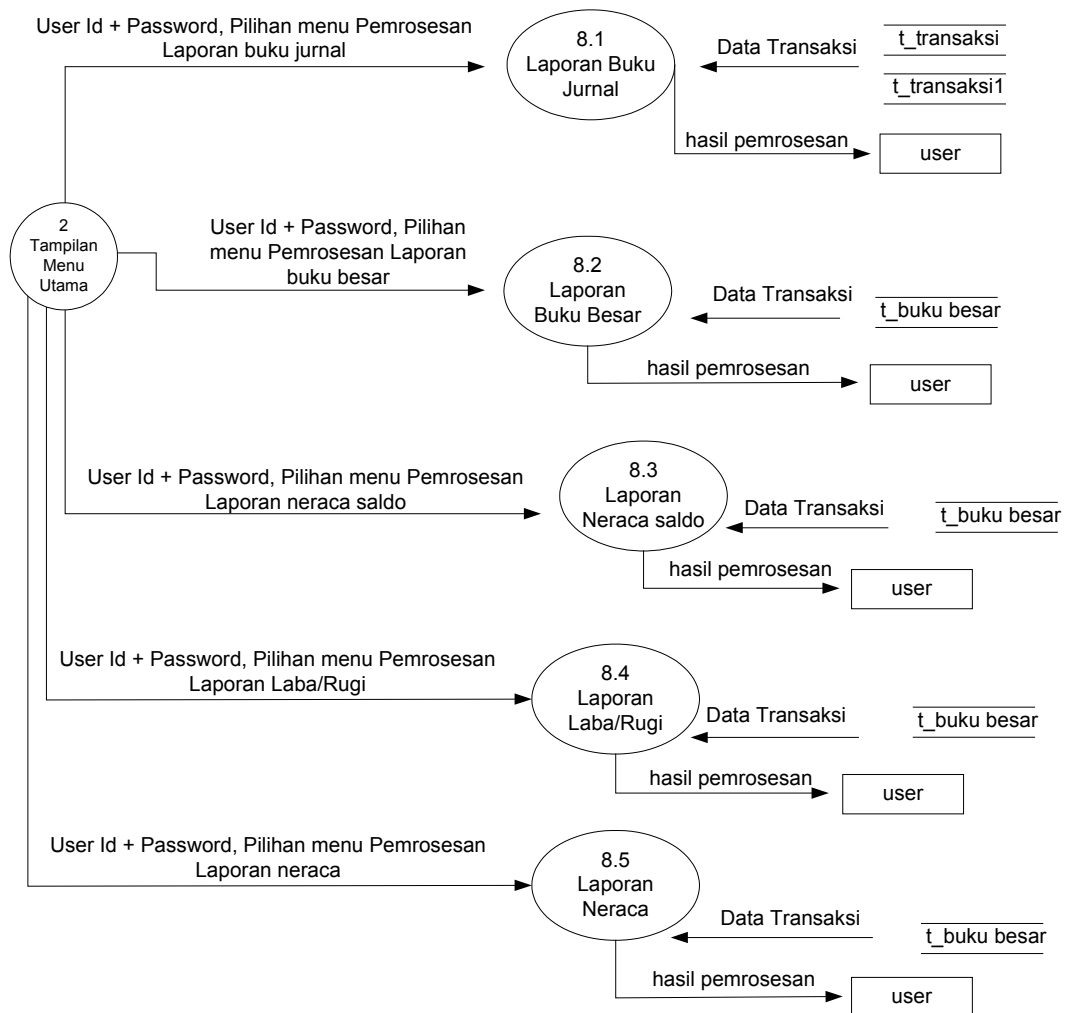 User Id + Password, Pilihan menu Pemrosesan
Laporan buku jurnal
8.1
Laporan Buku
Jurnal
Data Transaksi
t_transaksi
t_transaksi1
hasil pemrosesan
user
2
Tampilan
Menu
Utama
User Id + Password, Pilihan
menu Pemrosesan Laporan
buku besar
8.2
Laporan
Buku Besar
Data Transaksi
t_buku besar
hasil pemrosesan
user
User Id + Password, Pilihan menu Pemrosesan
Laporan neraca saldo
8.3
Laporan
Neraca saldo
Data Transaksi
t_buku besar
hasil pemrosesan
user
User Id + Password, Pilihan menu Pemrosesan
Laporan Laba/Rugi
8.4
Laporan
Laba/Rugi
Data Transaksi
t_buku besar
hasil pemrosesan
user
User Id + Password, Pilihan menu Pemrosesan
Laporan neraca
8.5
Laporan
Neraca
Data Transaksi
t_buku besar
hasil pemrosesan
user